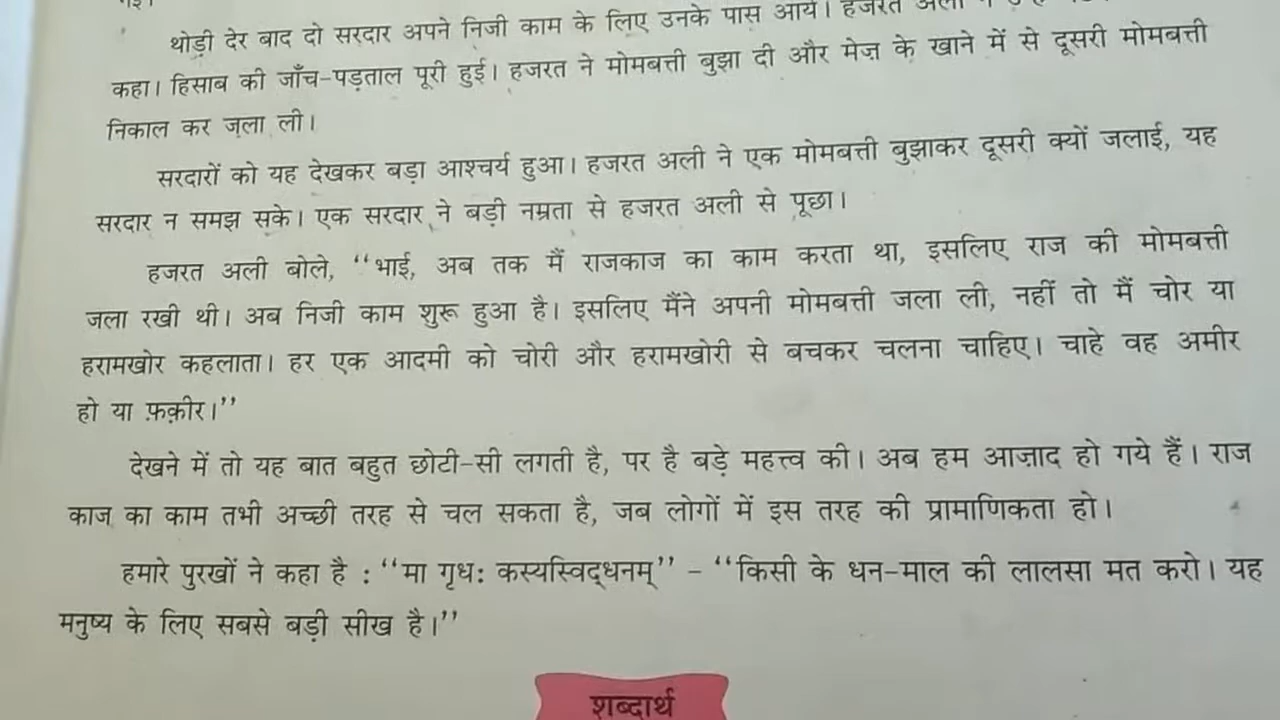 थोड़ी देर बाद दो सरदार अपने निजी काम के लिए उनके पास आये। हजरत
कहा। हिसाब की जाँच-पड़ताल पूरी हुई। हजरत ने मोमबत्ती बुझा दी और मेज़ के खाने में से दूसरी मोमबत्ती
निकाल कर जला ली।
सरदारों को यह देखकर बड़ा आश्चर्य हुआ। हजरत अली ने एक मोमबत्ती बुझाकर दूसरी क्यों जलाई, यह
सरदार न समझ सके। एक सरदार ने बड़ी नम्रता से हजरत अली से पूछा।
हजरत अली बोले, ‘‘भाई, अब तक मैं राजकाज का काम करता था, इसलिए राज की मोमबत्ती
जला रखी थी। अब निजी काम शुरू हुआ है। इसलिए मैंने अपनी मोमबत्ती जला ली, नहीं तो मैं चोर या
हरामखोर कहलाता। हर एक आदमी को चोरी और हरामखोरी से बचकर चलना चाहिए। चाहे वह अमीर
हो या फ़क़ीर।’’
देखने में तो यह बात बहुत छोटी-सी लगती है, पर है बड़े महत्त्व की। अब हम आज़ाद हो गये हैं। राज
काज का काम तभी अच्छी तरह से चल सकता है, जब लोगों में इस तरह की प्रामाणिकता हो।
हमारे पुरखों ने कहा है : ‘‘मा गृधः कस्यस्विद्धनम्’’ – ‘‘किसी के धन-माल की लालसा मत करो। यह
मनुष्य के लिए सबसे बड़ी सीख है।’’
शब्दार्थ